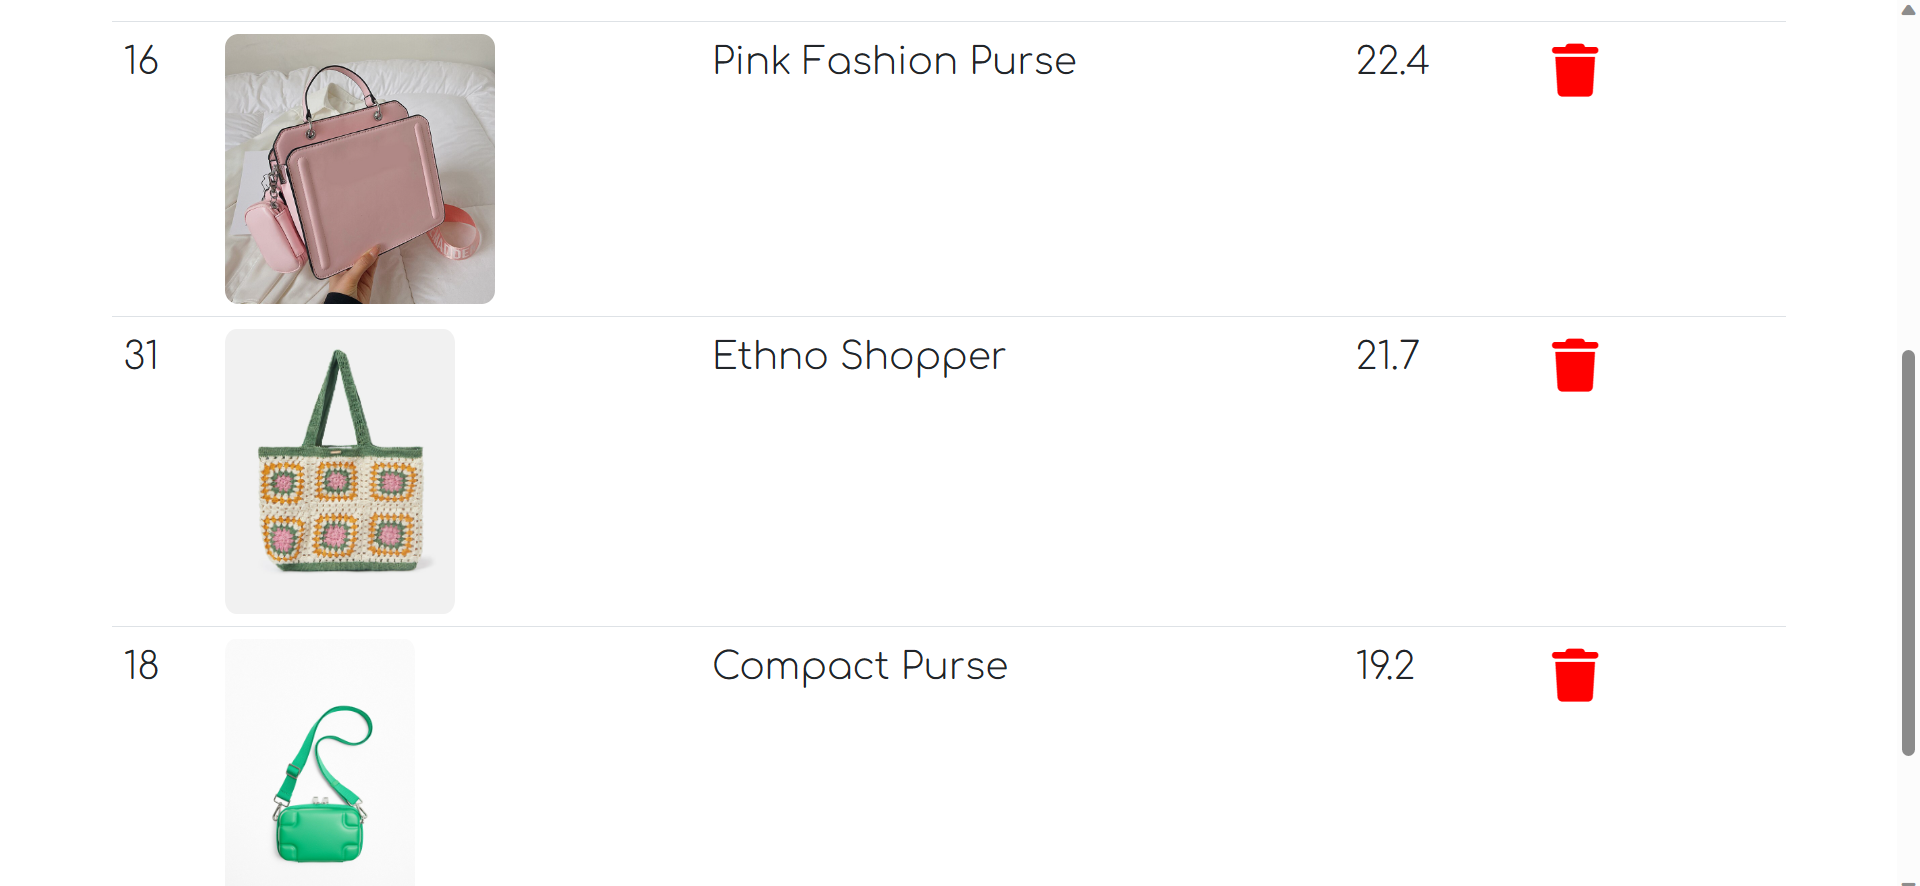 16 Pink Fashion Purse 22.4
31 Ethno Shopper 21.7
18 Compact Purse 19.2